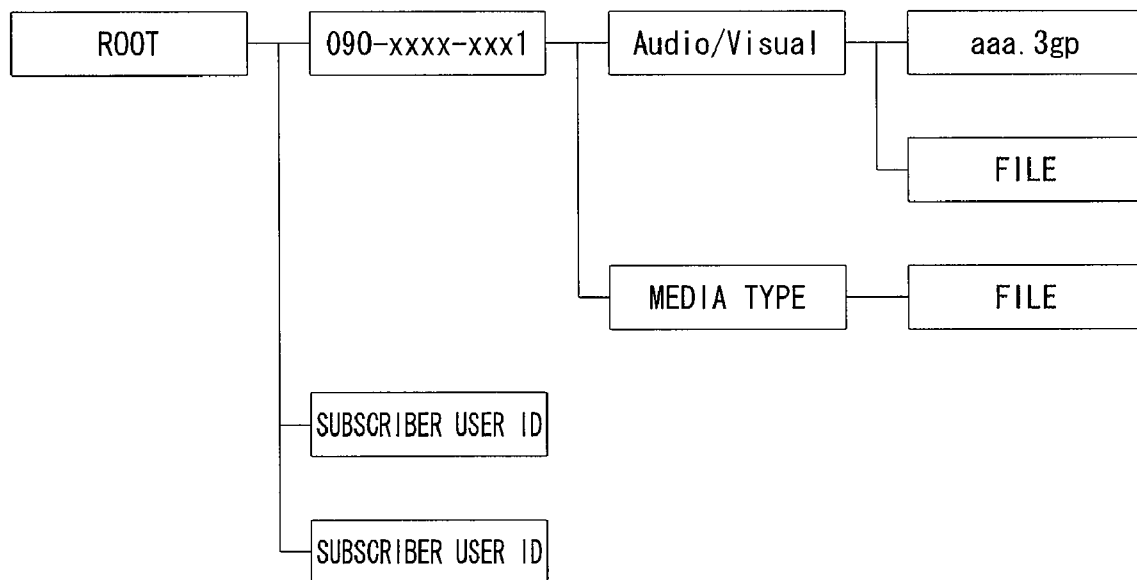 ROOT
090-xxxx-xxx1
Audio/Visual
aaa.3gp
FILE
MEDIA TYPE
FILE
SUBSCRIBER USER ID
SUBSCRIBER USER ID